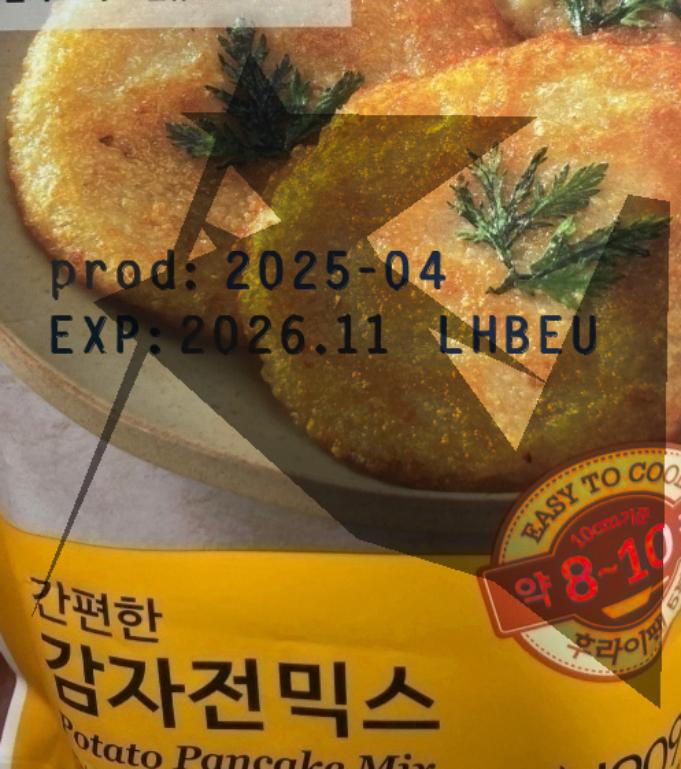 prod: 2025-04
EXP: 2026.11 LHBEU
EASY TO COO
10cm기준
약 8~10
후라이팬
간편한
감자전믹스
Potato Pancake Mix